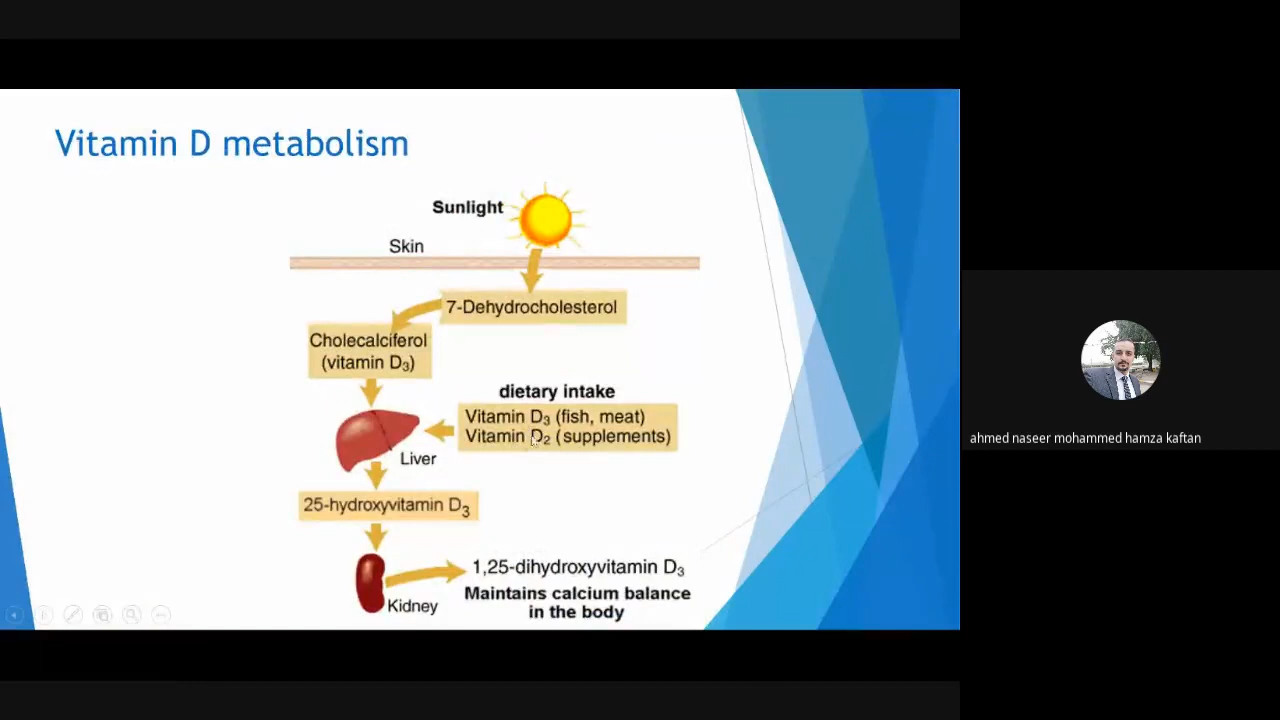 Vitamin D metabolism
Sunlight
Skin
7-Dehydrocholesterol
Cholecalciferol
(vitamin D₃)
dietary intake
Vitamin D₃ (fish, meat)
Vitamin D₂ (supplements)
Liver
25-hydroxyvitamin D₃
Kidney
1,25-dihydroxyvitamin D₃
Maintains calcium balance
in the body
ahmed naseer mohammed hamza kaftan